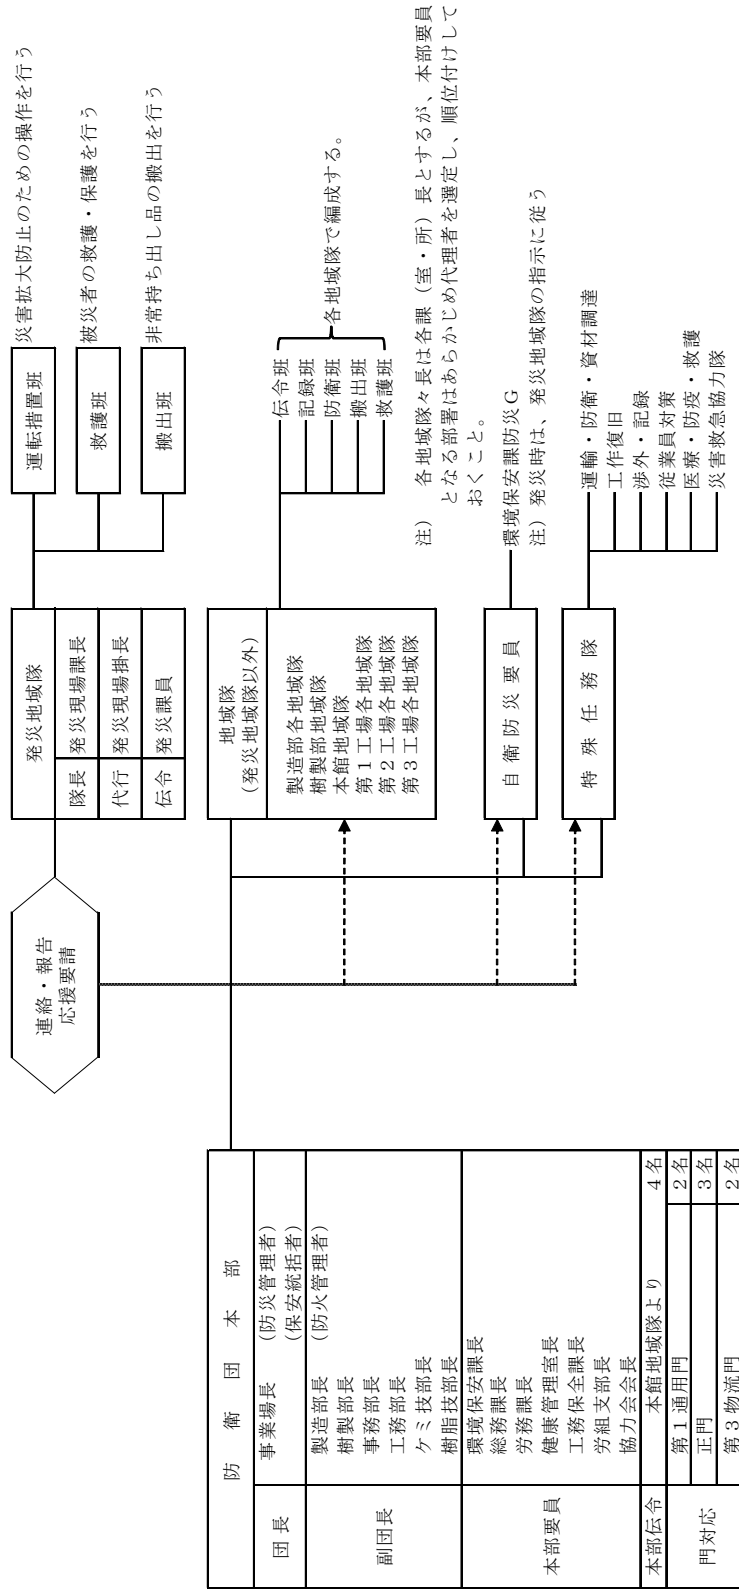 防衛団本部
団長
事業場長 (防災管理者)
(保安統括者)
副団長
製造部長 (防火管理者)
樹製部長
事務部長
工務部長
ケミ技部長
樹脂技部長
本部要員
環境保安課長
総務課長
労務課長
健康管理室長
工務保全課長
労組支部長
協力会会長
本部伝令 本館地域隊より 4名
門対応
第1通用門 2名
正門 3名
第3物流門 2名
連絡・報告
応援要請
発災地域隊
隊長 発災現場課長
代行 発災現場掛長
伝令 発災課員
運転措置班 災害拡大防止のための操作を行う
救護班 被災者の救護・保護を行う
搬出班 非常持ち出し品の搬出を行う
地域隊
(発災地域隊以外)
製造部各地域隊
樹製部地域隊
本館地域隊
第1工場各地域隊
第2工場各地域隊
第3工場各地域隊
伝令班
記録班
防衛班
搬出班
救護班
各地域隊で編成する。
注) 各地域隊々長は各課(室・所)長とするが、本部要員
となる部署はあらかじめ代理者を選定し、順位付けして
おくこと。
自衛防災要員
環境保安課防災G
注) 発災時は、発災地域隊の指示に従う
特殊任務隊
運輸・防衛・資材調達
工作復旧
渉外・記録
従業員対策
医療・防疫・救護
災害救急協力隊